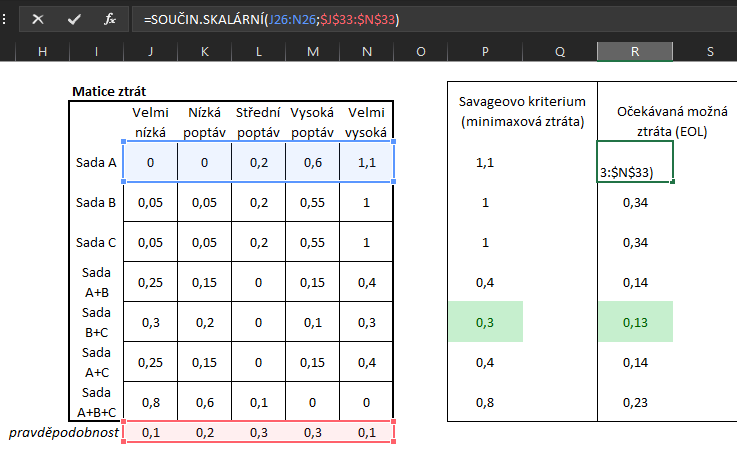 fx =SOUČIN.SKALÁRNÍ(J26:N26;$J$33:$N$33)
H I J K L M N O P Q R S
Matice ztrát
Velmi nízká Nízká poptáv Střední poptáv Vysoká poptáv Velmi vysoká
Savageovo kriterium
(minimaxová ztráta)
Očekávaná možná
ztráta (EOL)
Sada A 0 0 0,2 0,6 1,1 1,1 3:$N$33)
Sada B 0,05 0,05 0,2 0,55 1 1 0,34
Sada C 0,05 0,05 0,2 0,55 1 1 0,34
Sada A+B 0,25 0,15 0 0,15 0,4 0,4 0,14
Sada B+C 0,3 0,2 0 0,1 0,3 0,3 0,13
Sada A+C 0,25 0,15 0 0,15 0,4 0,4 0,14
Sada A+B+C 0,8 0,6 0,1 0 0 0,8 0,23
pravděpodobnost 0,1 0,2 0,3 0,3 0,1